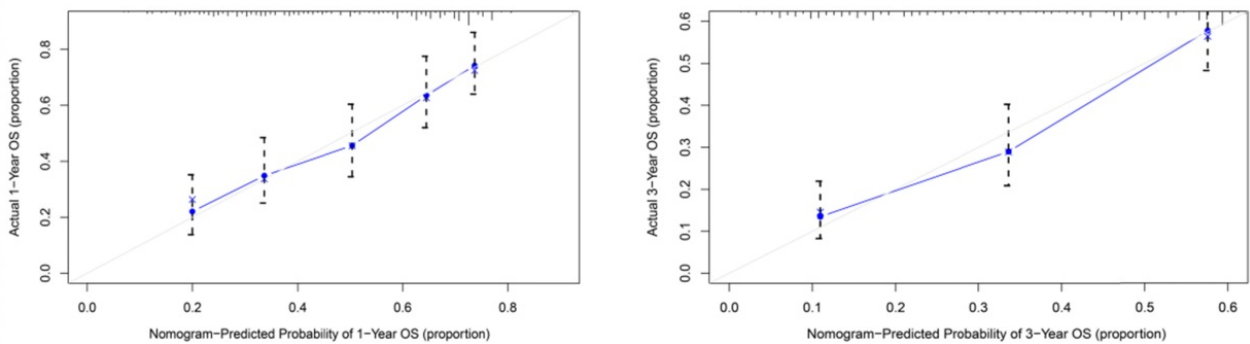 0.8
0.6
0.4
0.2
0.0
Actual 1−Year OS (proportion)
0.0 0.2 0.4 0.6 0.8
Nomogram−Predicted Probability of 1−Year OS (proportion)
0.6
0.5
0.4
0.3
0.2
0.1
0.0
Actual 3−Year OS (proportion)
0.0 0.1 0.2 0.3 0.4 0.5 0.6
Nomogram−Predicted Probability of 3−Year OS (proportion)